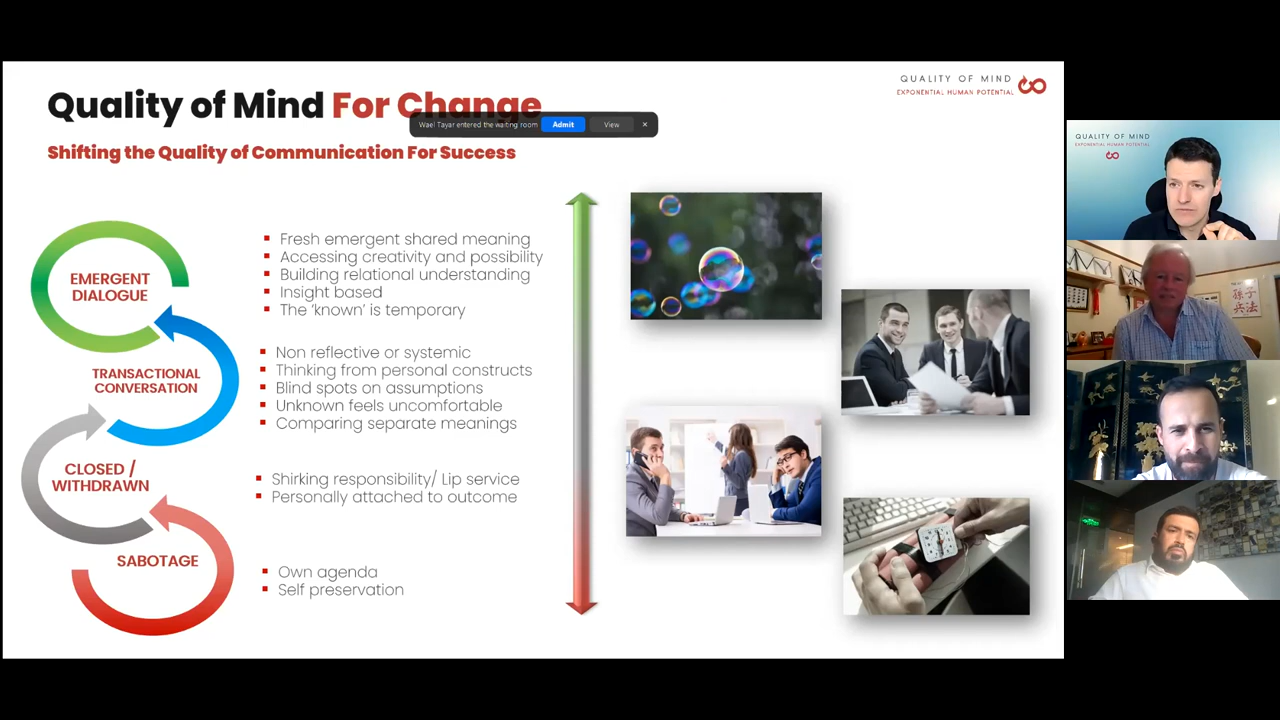 Quality of Mind For Change
Wael Tayar entered the waiting room Admit View
Shifting the Quality of Communication For Success
QUALITY OF MIND
EXPONENTIAL HUMAN POTENTIAL
EMERGENT
DIALOGUE
Fresh emergent shared meaning
Accessing creativity and possibility
Building relational understanding
Insight based
The ‘known’ is temporary
TRANSACTIONAL
CONVERSATION
Non reflective or systemic
Thinking from personal constructs
Blind spots on assumptions
Unknown feels uncomfortable
Comparing separate meanings
CLOSED /
WITHDRAWN
Shirking responsibility/ Lip service
Personally attached to outcome
SABOTAGE
Own agenda
Self preservation
QUALITY OF MIND
EXPONENTIAL HUMAN POTENTIAL
孫子
兵法